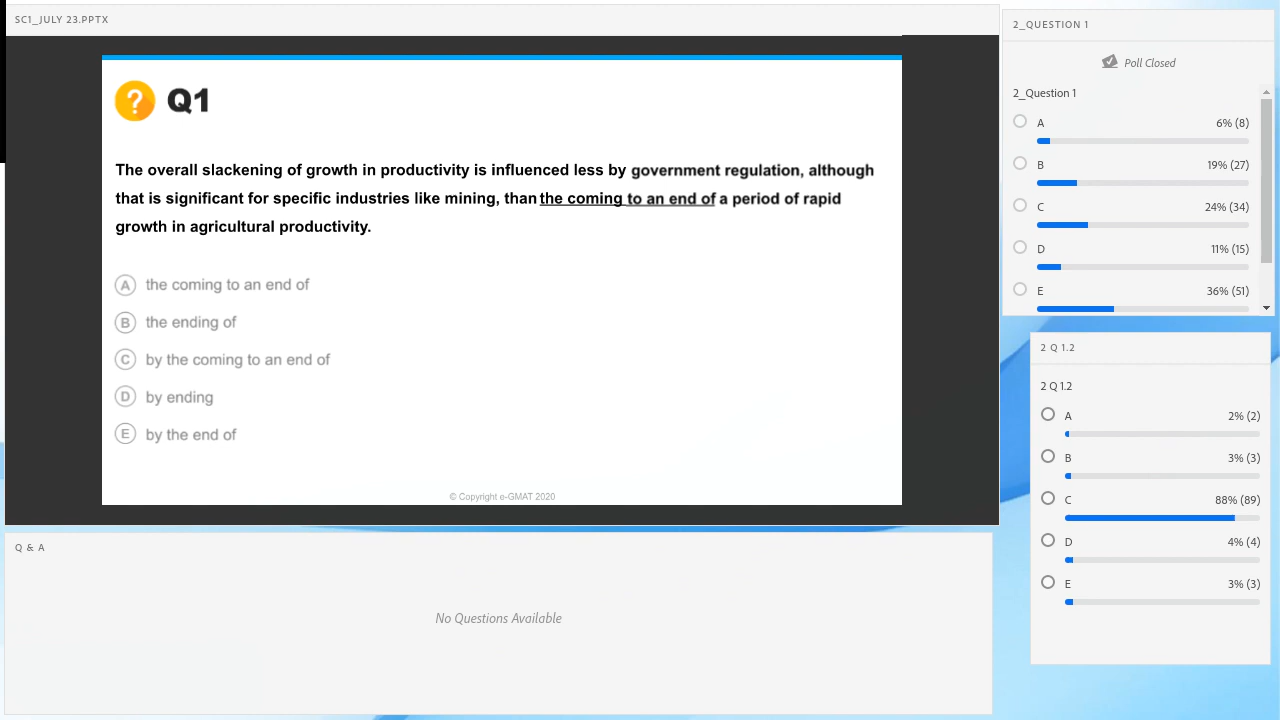 SC1_JULY 23.PPTX
? Q1
The overall slackening of growth in productivity is influenced less by government regulation, although
that is significant for specific industries like mining, than the coming to an end of a period of rapid
growth in agricultural productivity.
A the coming to an end of
B the ending of
C by the coming to an end of
D by ending
E by the end of
© Copyright e-GMAT 2020
Q & A
No Questions Available
2_QUESTION 1
Poll Closed
2_Question 1
A 6% (8)
B 19% (27)
C 24% (34)
D 11% (15)
E 36% (51)
2 Q 1.2
2 Q 1.2
A 2% (2)
B 3% (3)
C 88% (89)
D 4% (4)
E 3% (3)